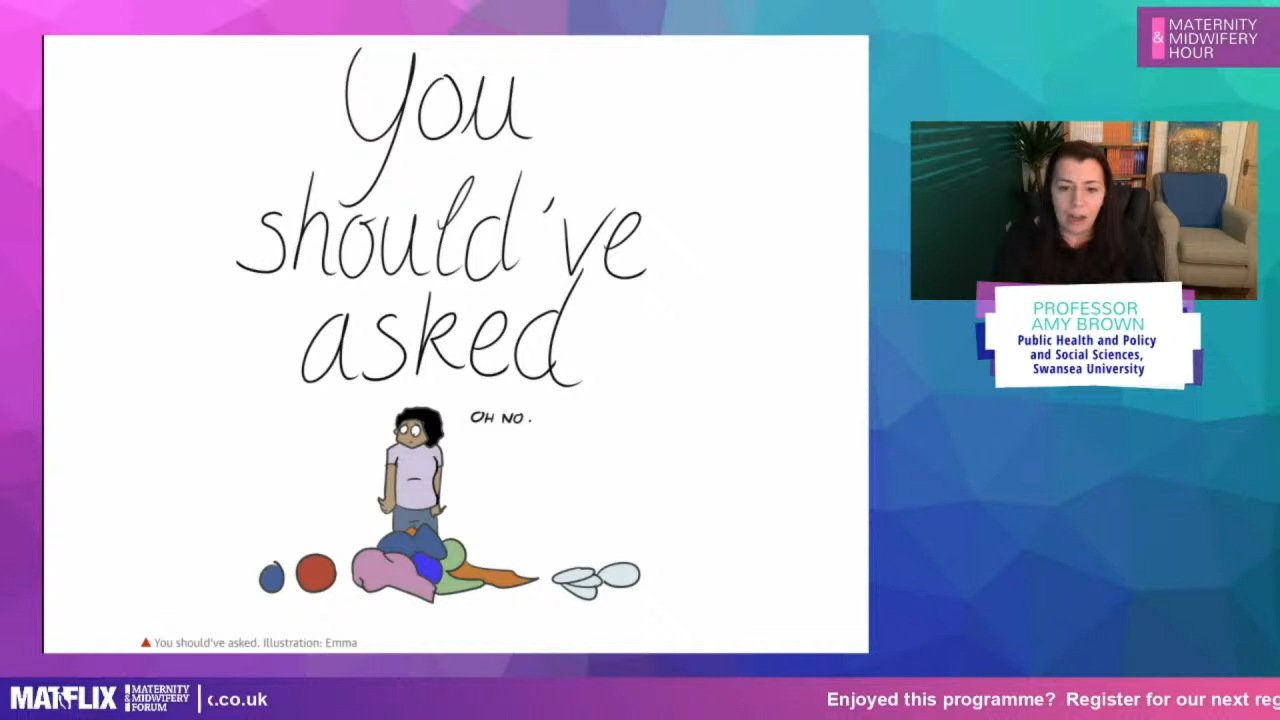 You
should've
asked
OH NO.
You should've asked. Illustration: Emma
MATERNITY
& MIDWIFERY
HOUR
PROFESSOR
AMY BROWN
Public Health and Policy
and Social Sciences,
Swansea University
MATFLIX
MATERNITY
& MIDWIFERY
FORUM
.co.uk
Enjoyed this programme? Register for our next